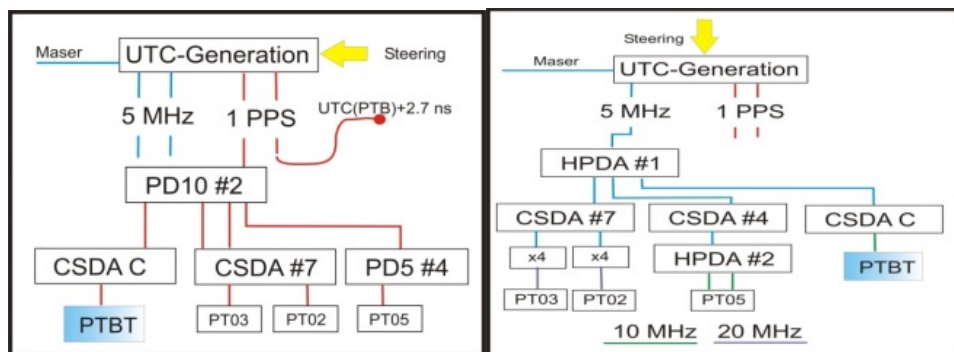 Maser
UTC-Generation
Steering
5 MHz
1 PPS
UTC(PTB)+2.7 ns
PD10 #2
CSDA C
CSDA #7
PD5 #4
PTBT
PT03
PT02
PT05
Steering
Maser
UTC-Generation
5 MHz
1 PPS
HPDA #1
CSDA #7
CSDA #4
CSDA C
x4
x4
HPDA #2
PTBT
PT03
PT02
PT05
10 MHz
20 MHz